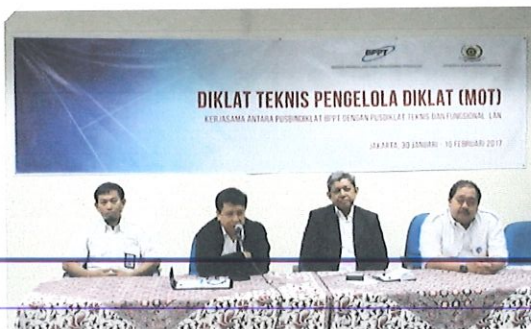 BPPT
DIKLAT TEKNIS PENGELOLA DIKLAT (MOT)
KERJASAMA ANTARA PUSBINDIKLAT BPPT DENGAN PUSDIKLAT TEKNIS DAN FUNGSIONAL LAN
JAKARTA, 30 JANUARI - 10 FEBRUARI 2017